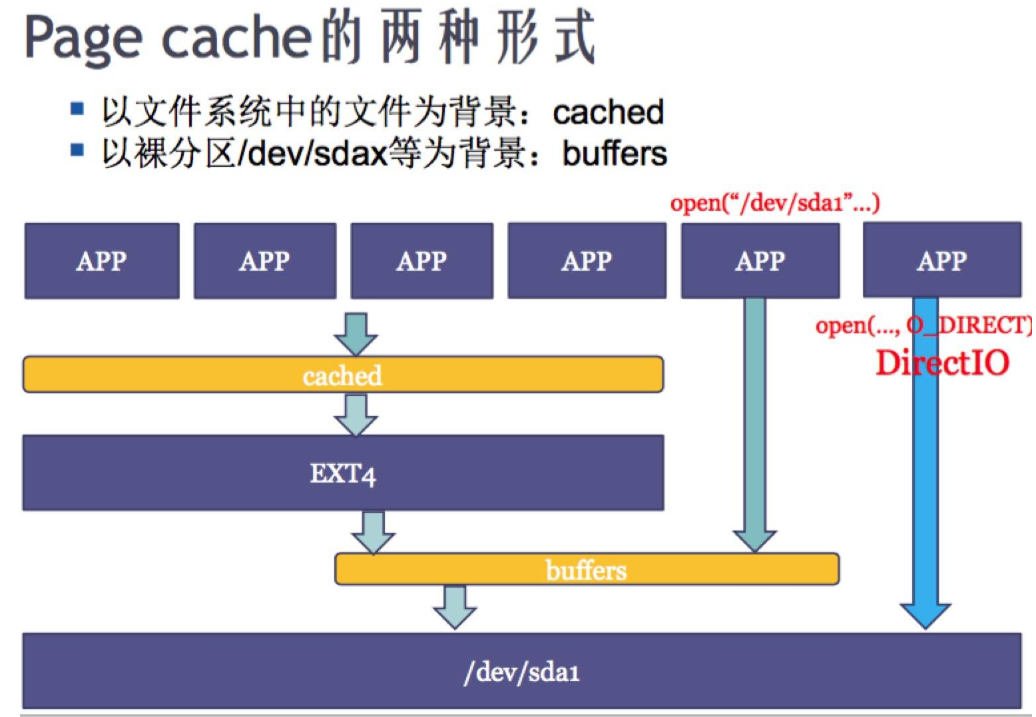 Page cache的两种形式
以文件系统中的文件为背景：cached
以裸分区/dev/sdax等为背景：buffers
open(“/dev/sda1”...)
APP APP APP APP APP APP
open(..., O_DIRECT)
DirectIO
cached
EXT4
buffers
/dev/sda1